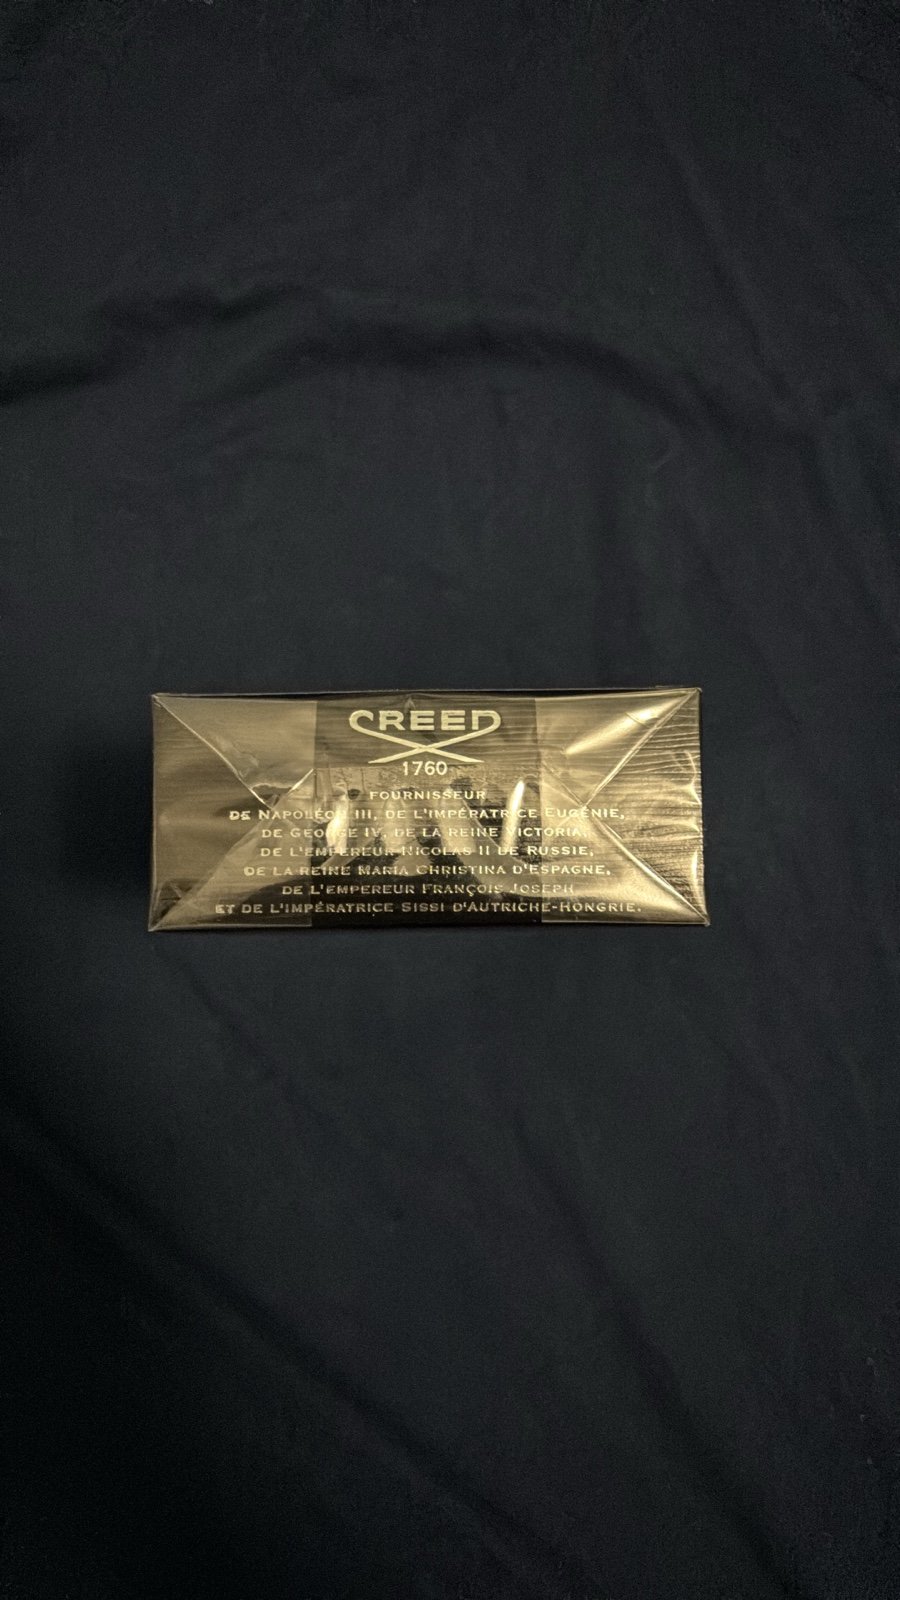 CREED
1760
FOURNISSEUR
DE NAPOLÉON III, DE L'IMPÉRATRICE EUGÉNIE,
DE GEORGE IV, DE LA REINE VICTORIA,
DE L'EMPEREUR NICOLAS II DE RUSSIE,
DE LA REINE MARIA CHRISTINA D'ESPAGNE,
DE L'EMPEREUR FRANÇOIS JOSEPH
ET DE L'IMPÉRATRICE SISSI D'AUTRICHE-HONGRIE.